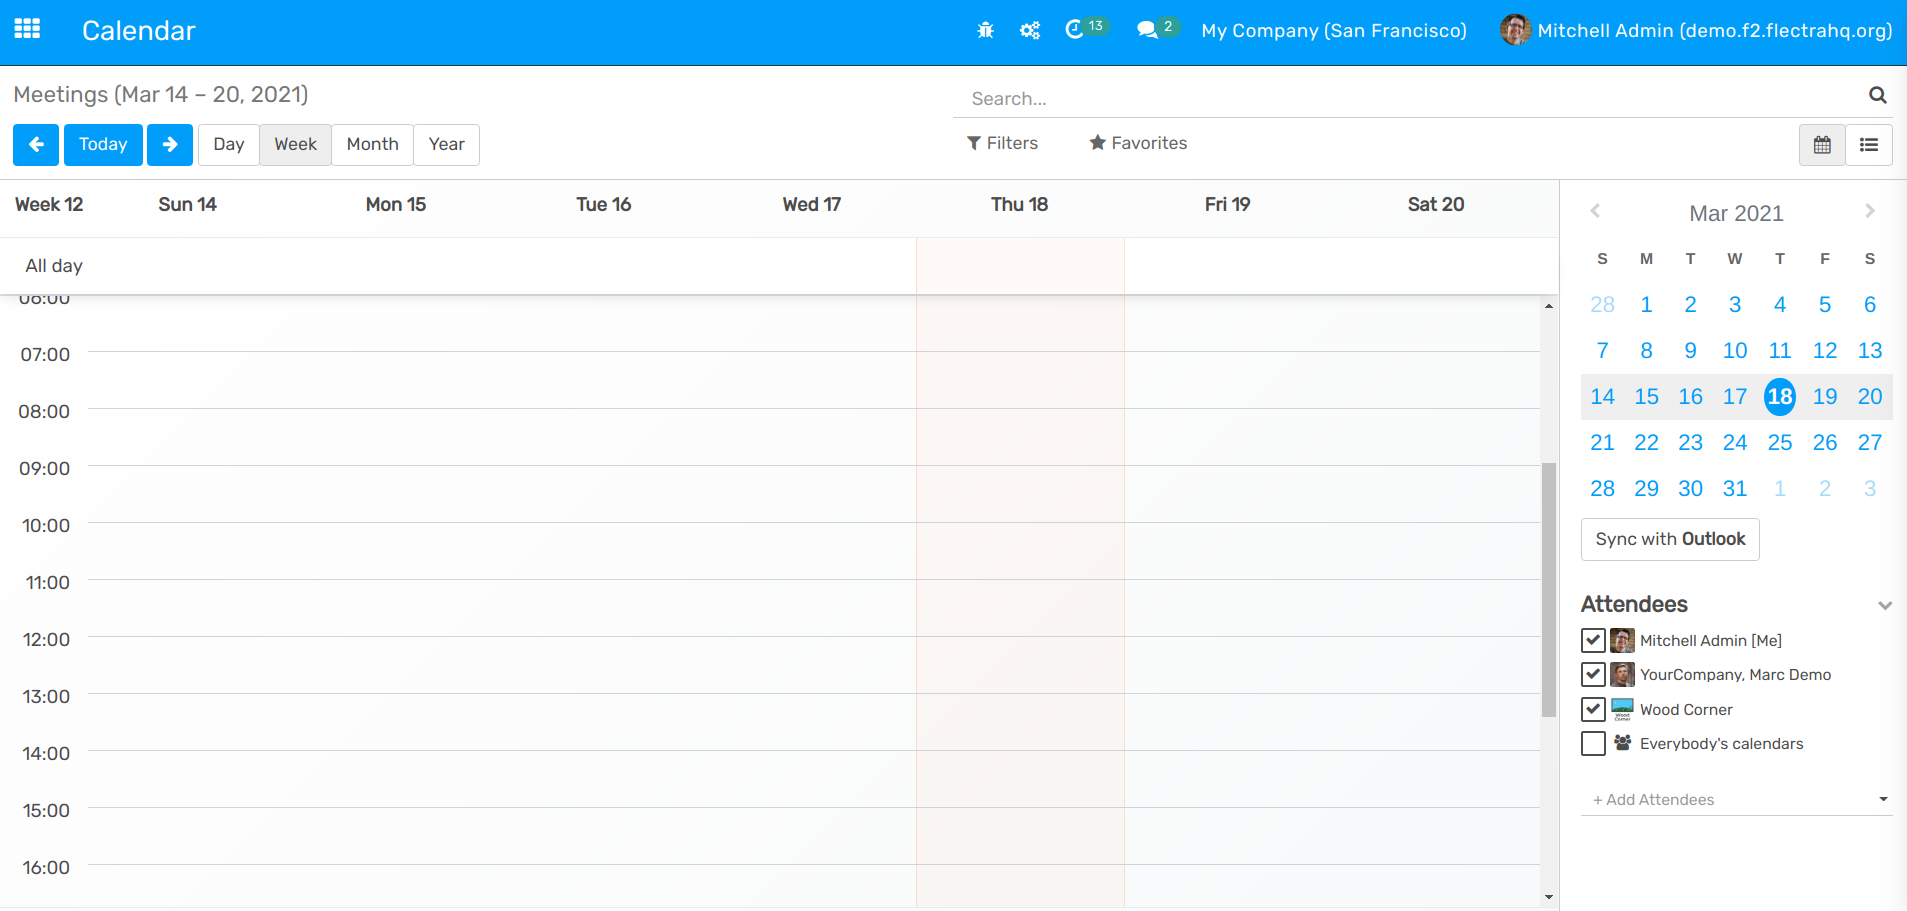 Calendar
13
2
My Company (San Francisco)
Mitchell Admin (demo.f2.flectrahq.org)
Meetings (Mar 14 – 20, 2021)
Search...
Today
Day
Week
Month
Year
Filters
Favorites
Week 12
Sun 14
Mon 15
Tue 16
Wed 17
Thu 18
Fri 19
Sat 20
All day
06:00
07:00
08:00
09:00
10:00
11:00
12:00
13:00
14:00
15:00
16:00
Mar 2021
S M T W T F S
28 1 2 3 4 5 6
7 8 9 10 11 12 13
14 15 16 17 18 19 20
21 22 23 24 25 26 27
28 29 30 31 1 2 3
Sync with Outlook
Attendees
Mitchell Admin [Me]
YourCompany, Marc Demo
Wood Corner
Wood Corner
Everybody's calendars
+ Add Attendees